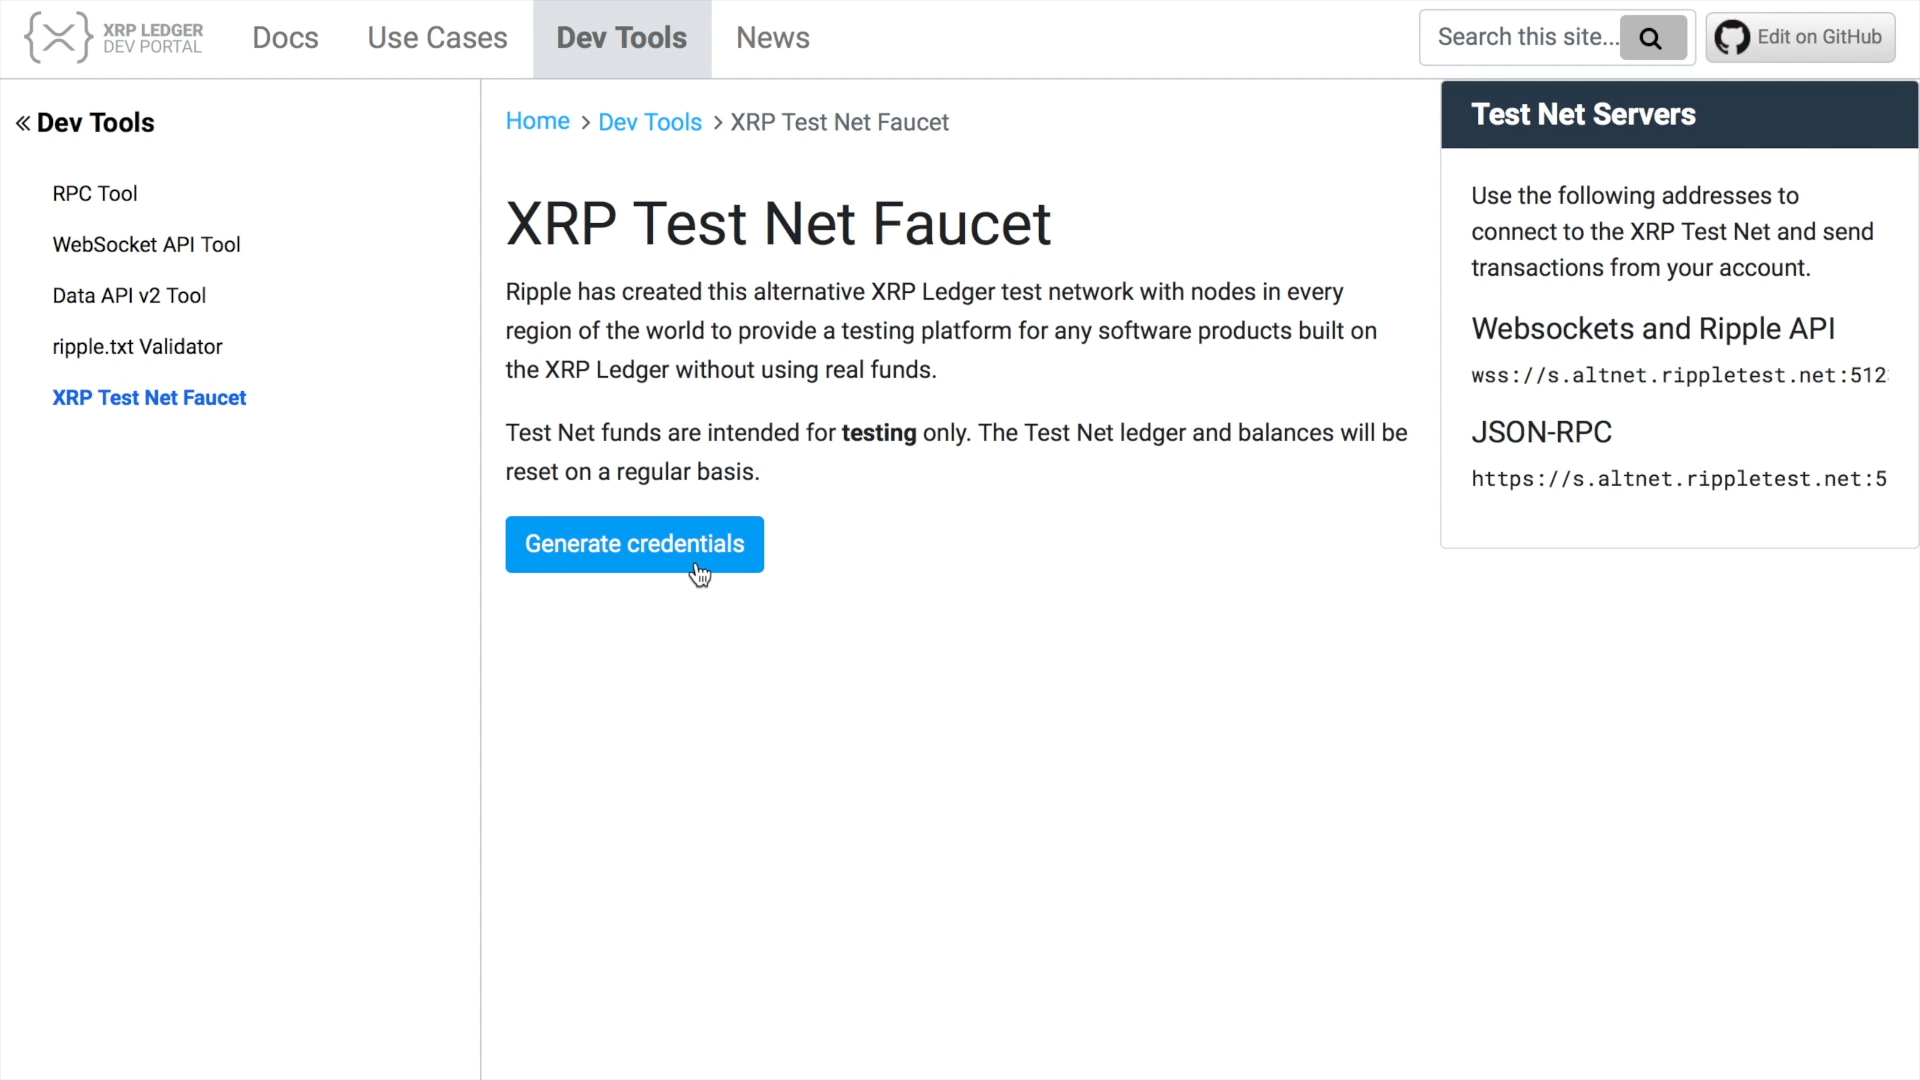 XRP LEDGER
DEV PORTAL
Docs
Use Cases
Dev Tools
News
Search this site...
Edit on GitHub
« Dev Tools
RPC Tool
WebSocket API Tool
Data API v2 Tool
ripple.txt Validator
XRP Test Net Faucet
Home > Dev Tools > XRP Test Net Faucet
XRP Test Net Faucet
Ripple has created this alternative XRP Ledger test network with nodes in every
region of the world to provide a testing platform for any software products built on
the XRP Ledger without using real funds.
Test Net funds are intended for testing only. The Test Net ledger and balances will be
reset on a regular basis.
Generate credentials
Test Net Servers
Use the following addresses to
connect to the XRP Test Net and send
transactions from your account.
Websockets and Ripple API
wss://s.altnet.rippletest.net:512
JSON-RPC
https://s.altnet.rippletest.net:5